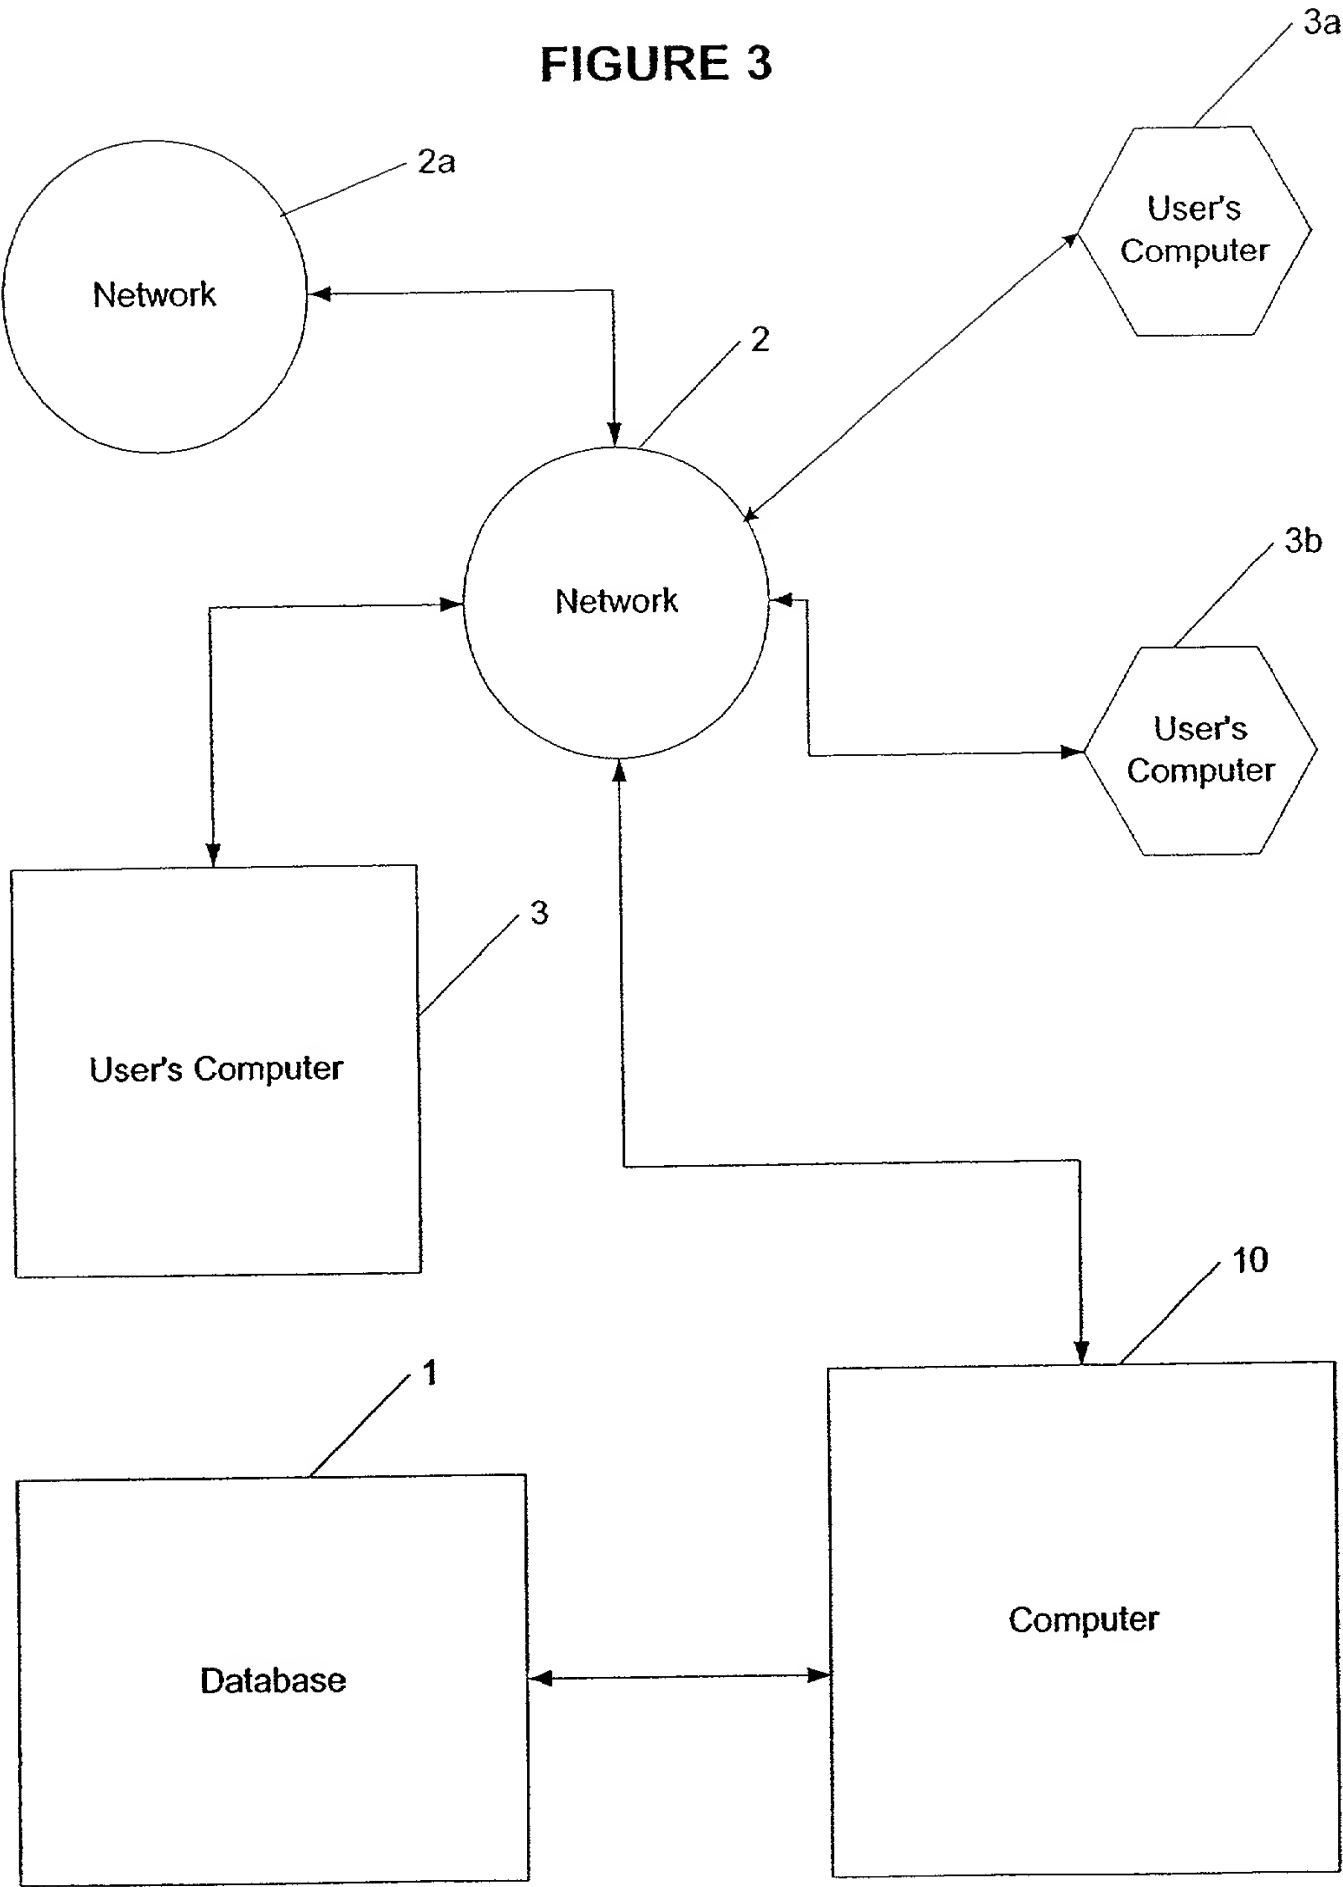 FIGURE 3
3a
2a
User's
Computer
Network
2
3b
Network
User's
Computer
3
User's Computer
10
1
Computer
Database